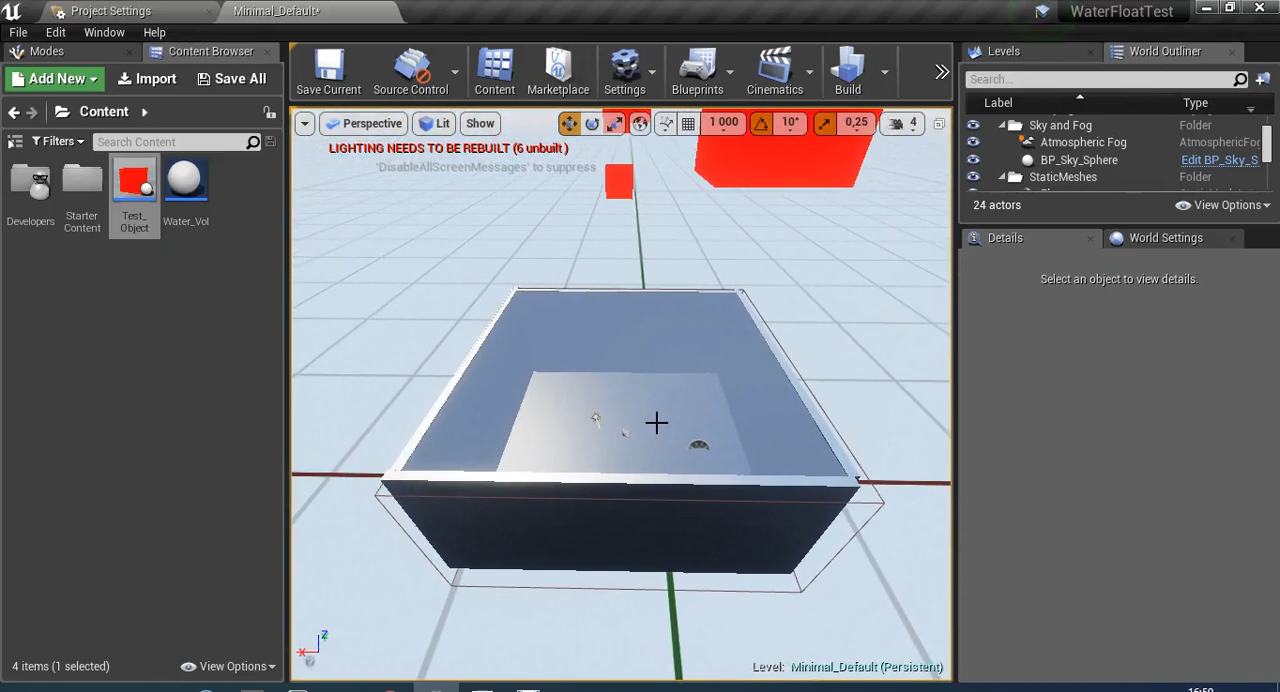 Project Settings
Minimal_Default*
WaterFloatTest
File Edit Window Help
Modes
Content Browser
Levels
World Outliner
Add New
Import
Save All
Save Current
Source Control
Content
Marketplace
Settings
Blueprints
Cinematics
Build
Search...
Label
Type
Content
Perspective
Lit
Show
1 000
10°
0,25
4
Sky and Fog
Folder
Atmospheric Fog
AtmosphericFog
BP_Sky_Sphere
Edit BP_Sky_S
StaticMeshes
Folder
Filters
Search Content
LIGHTING NEEDS TO BE REBUILT (6 unbuilt )
'DisableAllScreenMessages' to suppress
24 actors
View Options
Developers
Starter
Content
Test_
Object
Water_Vol
Details
World Settings
Select an object to view details.
z
x
4 items (1 selected)
View Options
Level: Minimal_Default (Persistent)